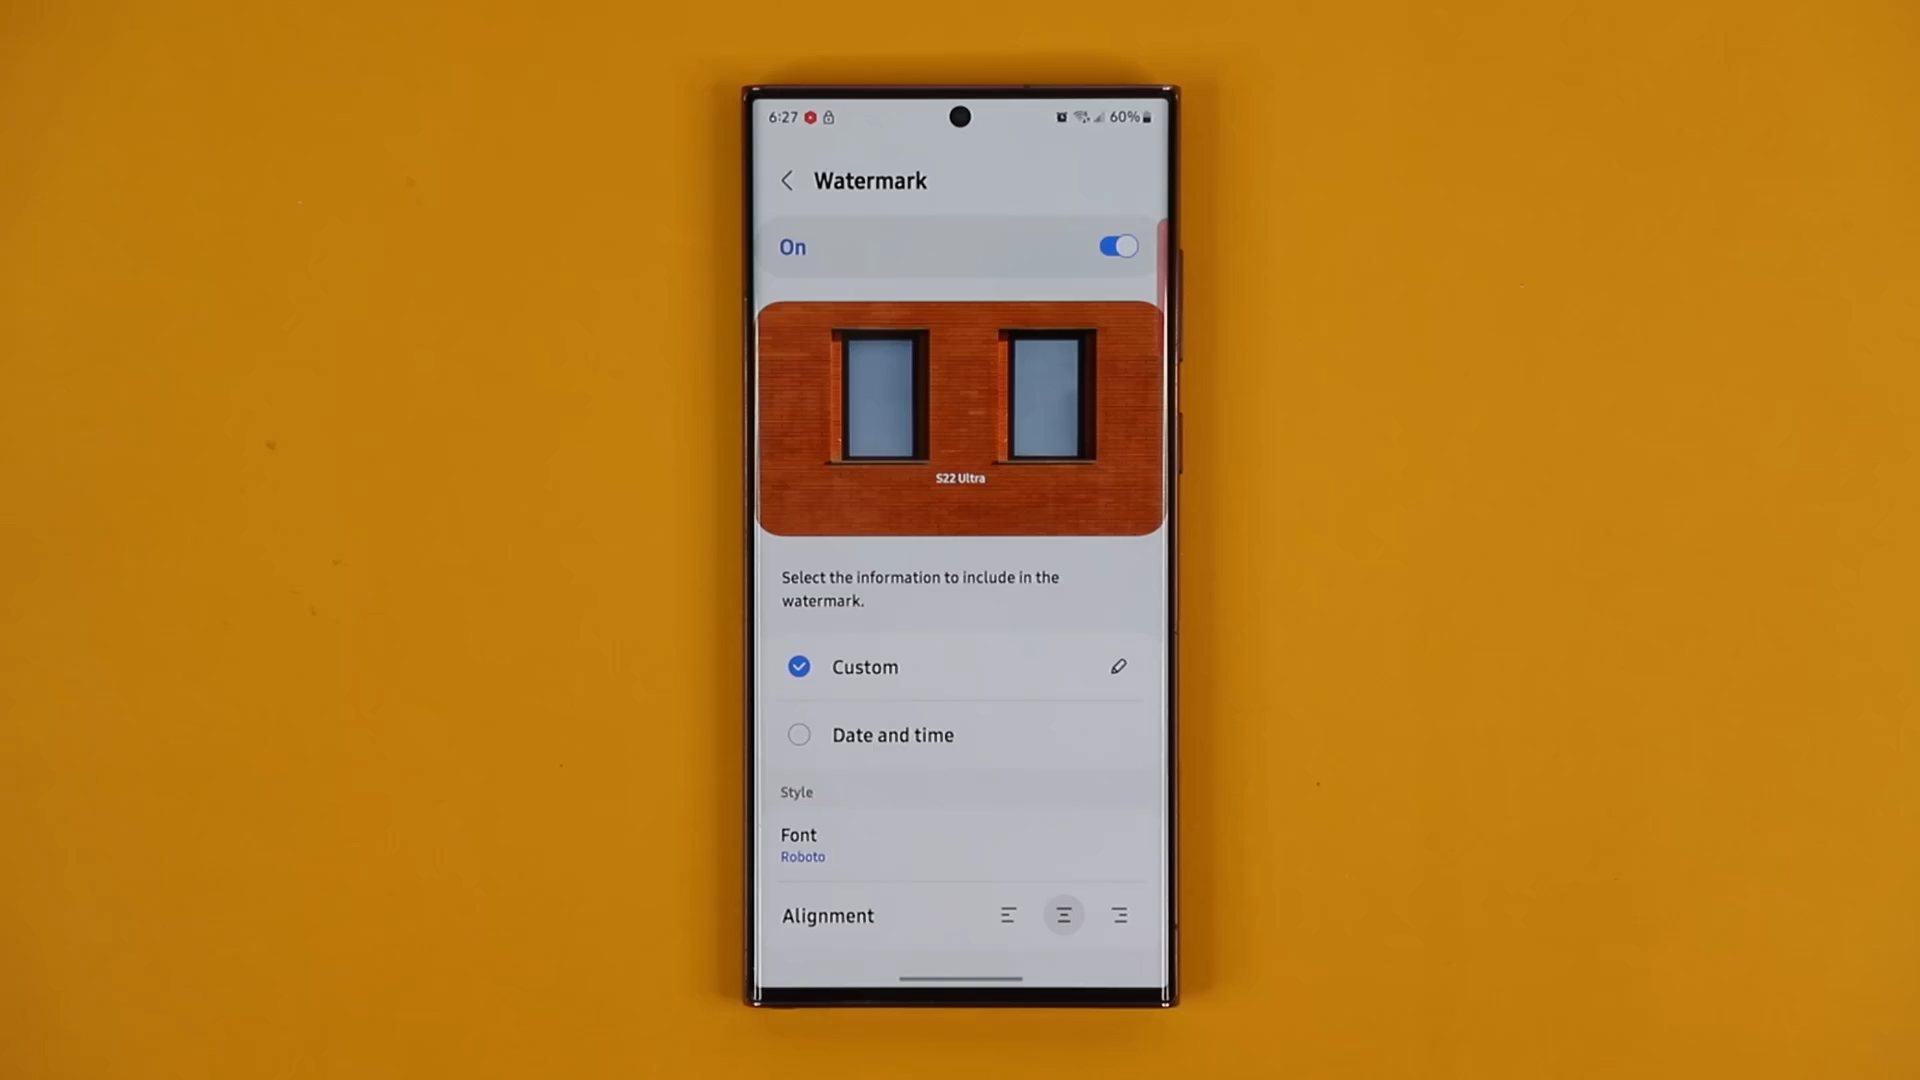 6:27 60%
Watermark
On
S22 Ultra
Select the information to include in the
watermark.
Custom
Date and time
Style
Font
Roboto
Alignment